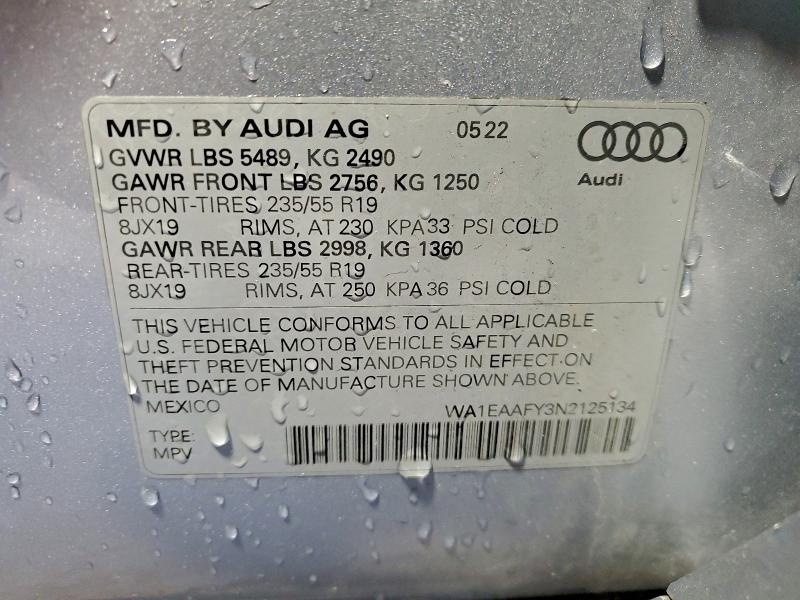 MFD. BY AUDI AG 0522
GVWR LBS 5489, KG 2490
GAWR FRONT LBS 2756, KG 1250
Audi
FRONT-TIRES 235/55 R19
8JX19 RIMS, AT 230 KPA 33 PSI COLD
GAWR REAR LBS 2998, KG 1360
REAR-TIRES 235/55 R19
8JX19 RIMS, AT 250 KPA 36 PSI COLD
THIS VEHICLE CONFORMS TO ALL APPLICABLE
U.S. FEDERAL MOTOR VEHICLE SAFETY AND
THEFT PREVENTION STANDARDS IN EFFECT ON
THE DATE OF MANUFACTURE SHOWN ABOVE.
MEXICO WA1EAAFY3N2125134
TYPE:
MPV